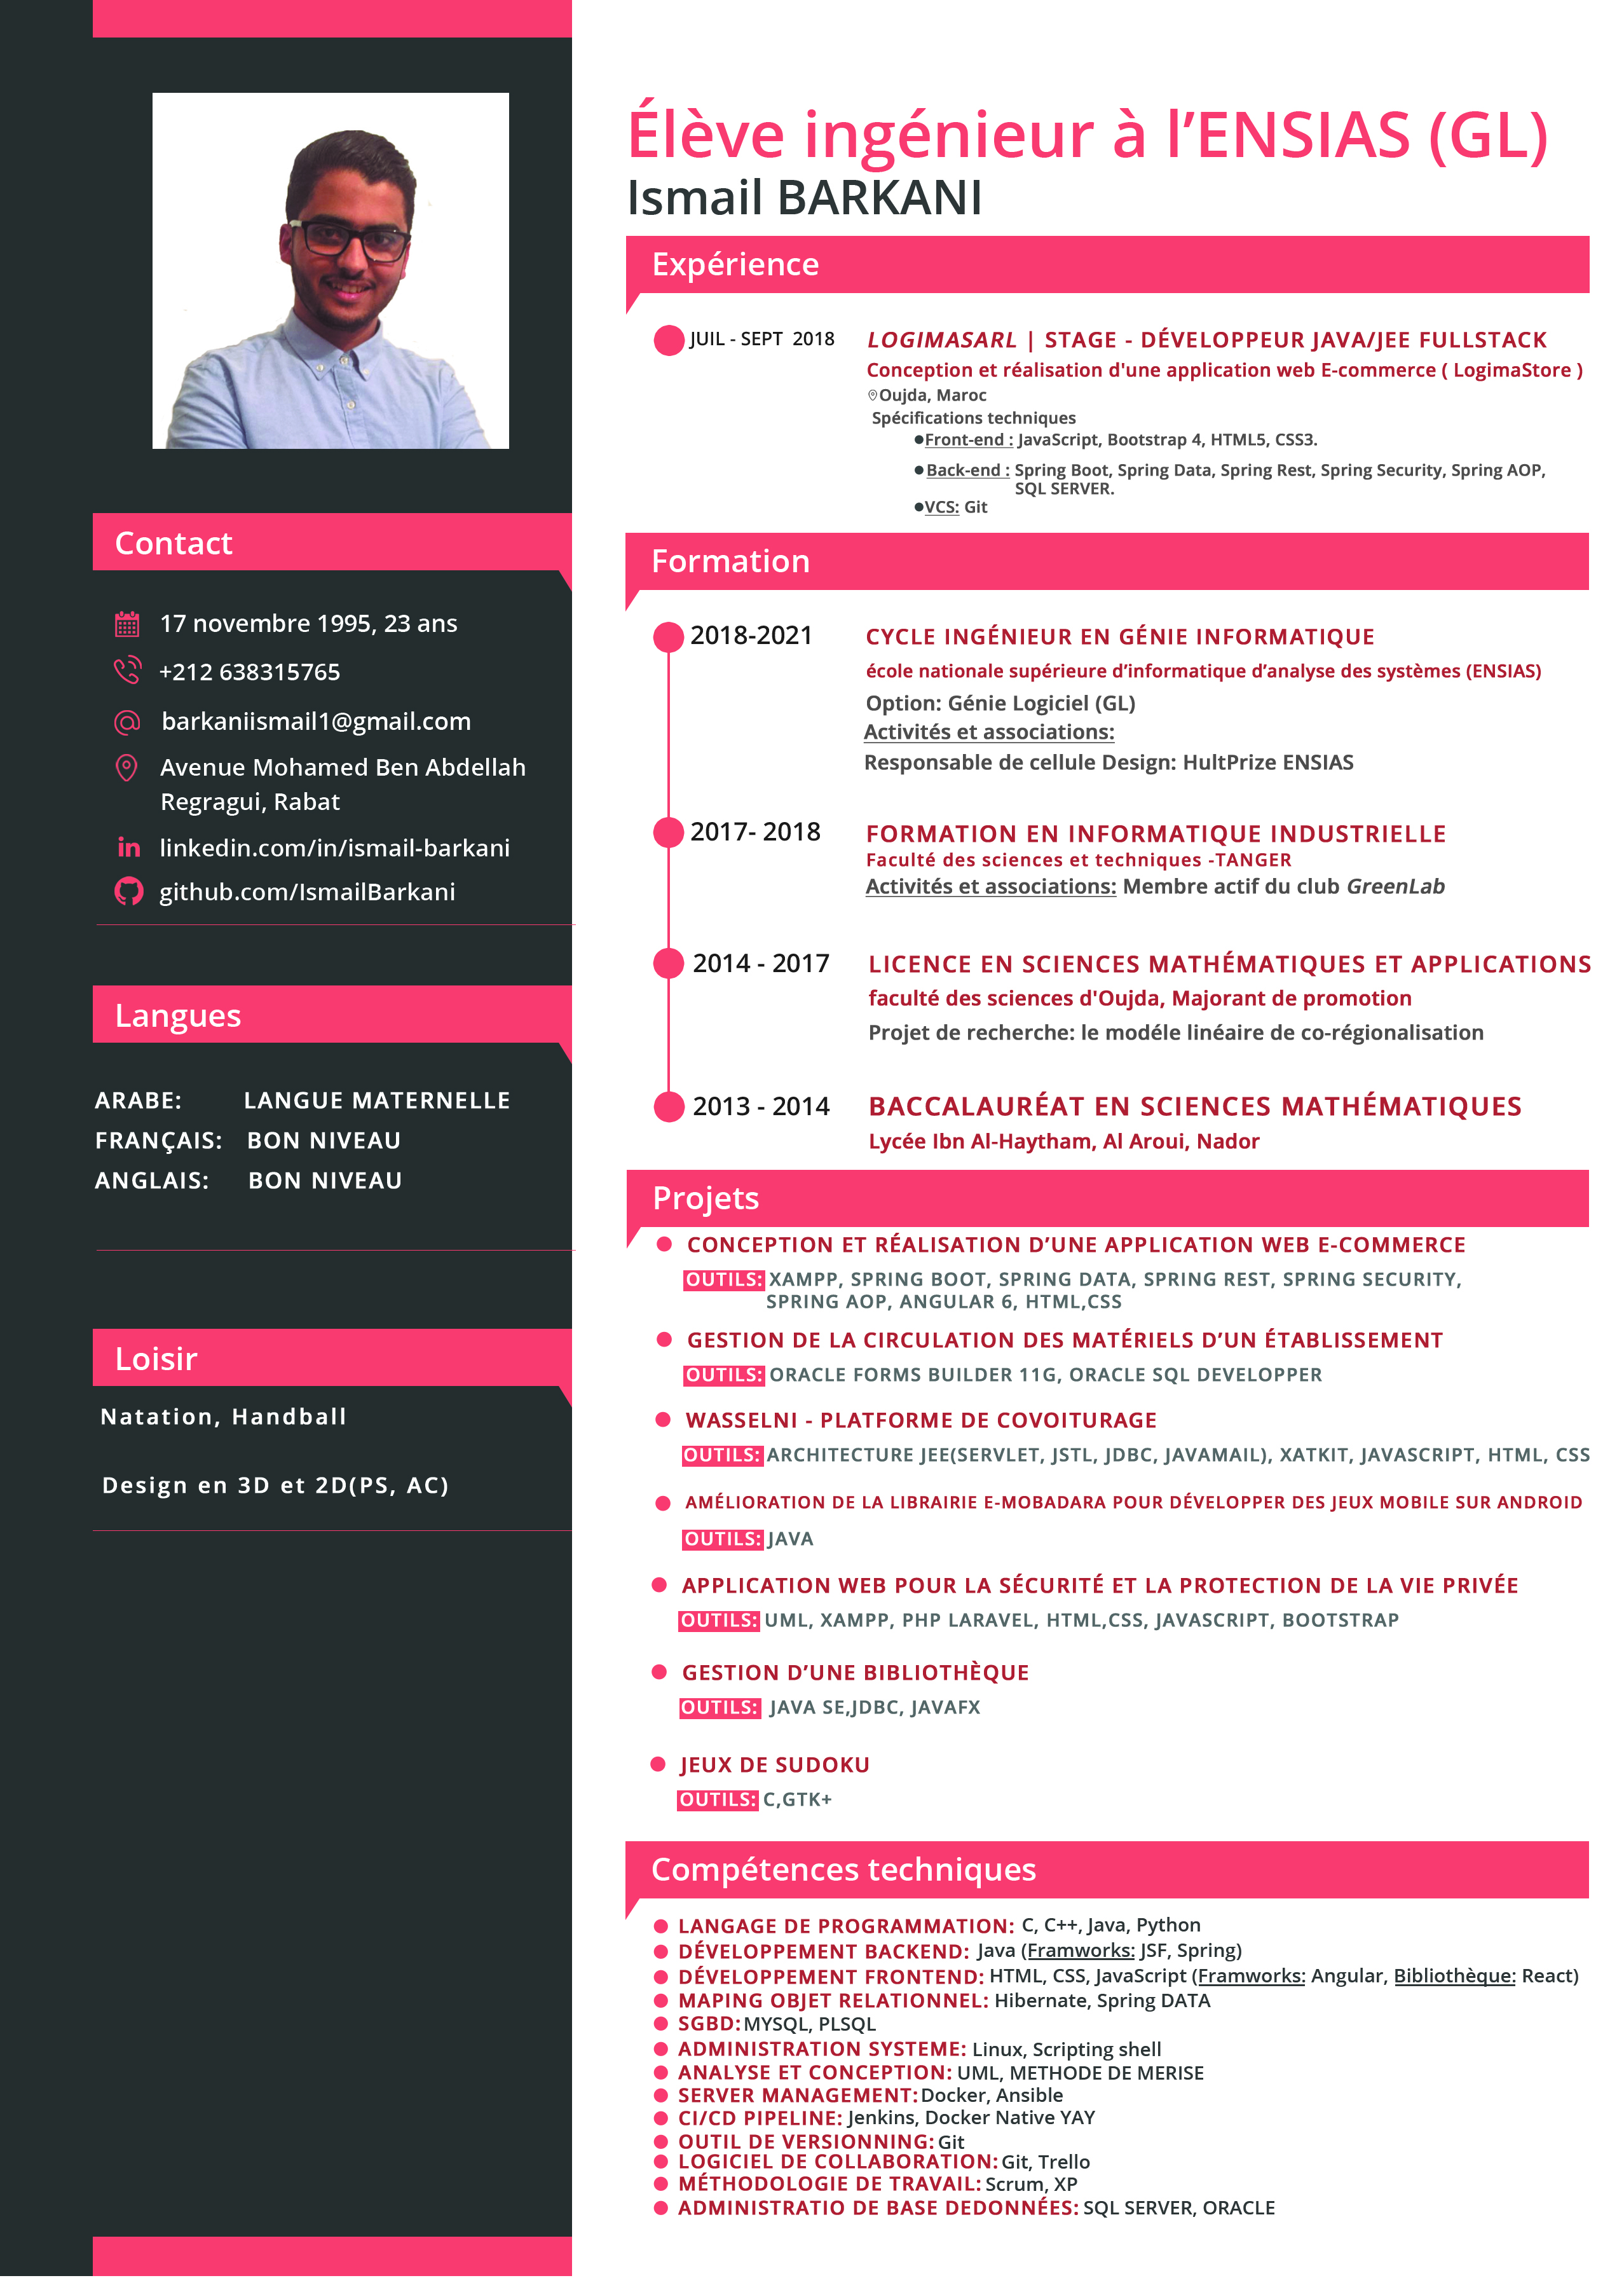 Élève ingénieur à l’ENSIAS (GL)
Ismail BARKANI
Contact
17 novembre 1995, 23 ans
+212 638315765
barkaniismail1@gmail.com
Avenue Mohamed Ben Abdellah
Regragui, Rabat
linkedin.com/in/ismail-barkani
github.com/IsmailBarkani
Langues
ARABE: LANGUE MATERNELLE
FRANÇAIS: BON NIVEAU
ANGLAIS: BON NIVEAU
Loisir
Natation, Handball
Design en 3D et 2D(PS, AC)
Expérience
JUIL - SEPT 2018 LOGIMASARL | STAGE - DÉVELOPPEUR JAVA/JEE FULLSTACK
Conception et réalisation d'une application web E-commerce ( LogimaStore )
Oujda, Maroc
Spécifications techniques
Front-end : JavaScript, Bootstrap 4, HTML5, CSS3.
Back-end : Spring Boot, Spring Data, Spring Rest, Spring Security, Spring AOP,
SQL SERVER.
VCS: Git
Formation
2018-2021 CYCLE INGÉNIEUR EN GÉNIE INFORMATIQUE
école nationale supérieure d’informatique d’analyse des systèmes (ENSIAS)
Option: Génie Logiciel (GL)
Activités et associations:
Responsable de cellule Design: HultPrize ENSIAS
2017- 2018 FORMATION EN INFORMATIQUE INDUSTRIELLE
Faculté des sciences et techniques -TANGER
Activités et associations: Membre actif du club GreenLab
2014 - 2017 LICENCE EN SCIENCES MATHÉMATIQUES ET APPLICATIONS
faculté des sciences d'Oujda, Majorant de promotion
Projet de recherche: le modéle linéaire de co-régionalisation
2013 - 2014 BACCALAURÉAT EN SCIENCES MATHÉMATIQUES
Lycée Ibn Al-Haytham, Al Aroui, Nador
Projets
CONCEPTION ET RÉALISATION D’UNE APPLICATION WEB E-COMMERCE
OUTILS: XAMPP, SPRING BOOT, SPRING DATA, SPRING REST, SPRING SECURITY,
SPRING AOP, ANGULAR 6, HTML,CSS
GESTION DE LA CIRCULATION DES MATÉRIELS D’UN ÉTABLISSEMENT
OUTILS: ORACLE FORMS BUILDER 11G, ORACLE SQL DEVELOPPER
WASSELNI - PLATFORME DE COVOITURAGE
OUTILS: ARCHITECTURE JEE(SERVLET, JSTL, JDBC, JAVAMAIL), XATKIT, JAVASCRIPT, HTML, CSS
AMÉLIORATION DE LA LIBRAIRIE E-MOBADARA POUR DÉVELOPPER DES JEUX MOBILE SUR ANDROID
OUTILS: JAVA
APPLICATION WEB POUR LA SÉCURITÉ ET LA PROTECTION DE LA VIE PRIVÉE
OUTILS: UML, XAMPP, PHP LARAVEL, HTML,CSS, JAVASCRIPT, BOOTSTRAP
GESTION D’UNE BIBLIOTHÈQUE
OUTILS: JAVA SE,JDBC, JAVAFX
JEUX DE SUDOKU
OUTILS: C,GTK+
Compétences techniques
LANGAGE DE PROGRAMMATION: C, C++, Java, Python
DÉVELOPPEMENT BACKEND: Java (Framworks: JSF, Spring)
DÉVELOPPEMENT FRONTEND: HTML, CSS, JavaScript (Framworks: Angular, Bibliothèque: React)
MAPING OBJET RELATIONNEL: Hibernate, Spring DATA
SGBD: MYSQL, PLSQL
ADMINISTRATION SYSTEME: Linux, Scripting shell
ANALYSE ET CONCEPTION: UML, METHODE DE MERISE
SERVER MANAGEMENT: Docker, Ansible
CI/CD PIPELINE: Jenkins, Docker Native YAY
OUTIL DE VERSIONNING: Git
LOGICIEL DE COLLABORATION: Git, Trello
MÉTHODOLOGIE DE TRAVAIL: Scrum, XP
ADMINISTRATIO DE BASE DEDONNÉES: SQL SERVER, ORACLE